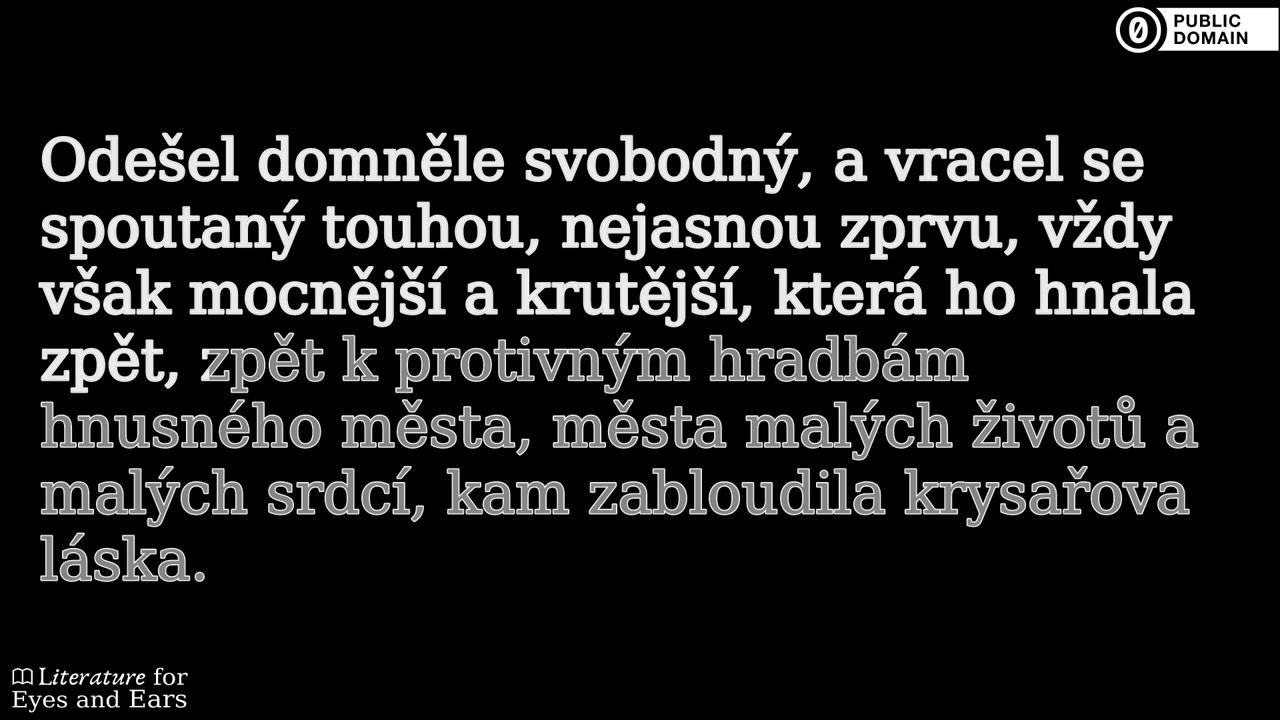 PUBLIC
DOMAIN
Odešel domněle svobodný, a vracel se
spoutaný touhou, nejasnou zprvu, vždy
však mocnější a krutější, která ho hnala
zpět, zpět k protivným hradbám
hnusného města, města malých životů a
malých srdcí, kam zabloudila krysařova
láska.
Literature for
Eyes and Ears